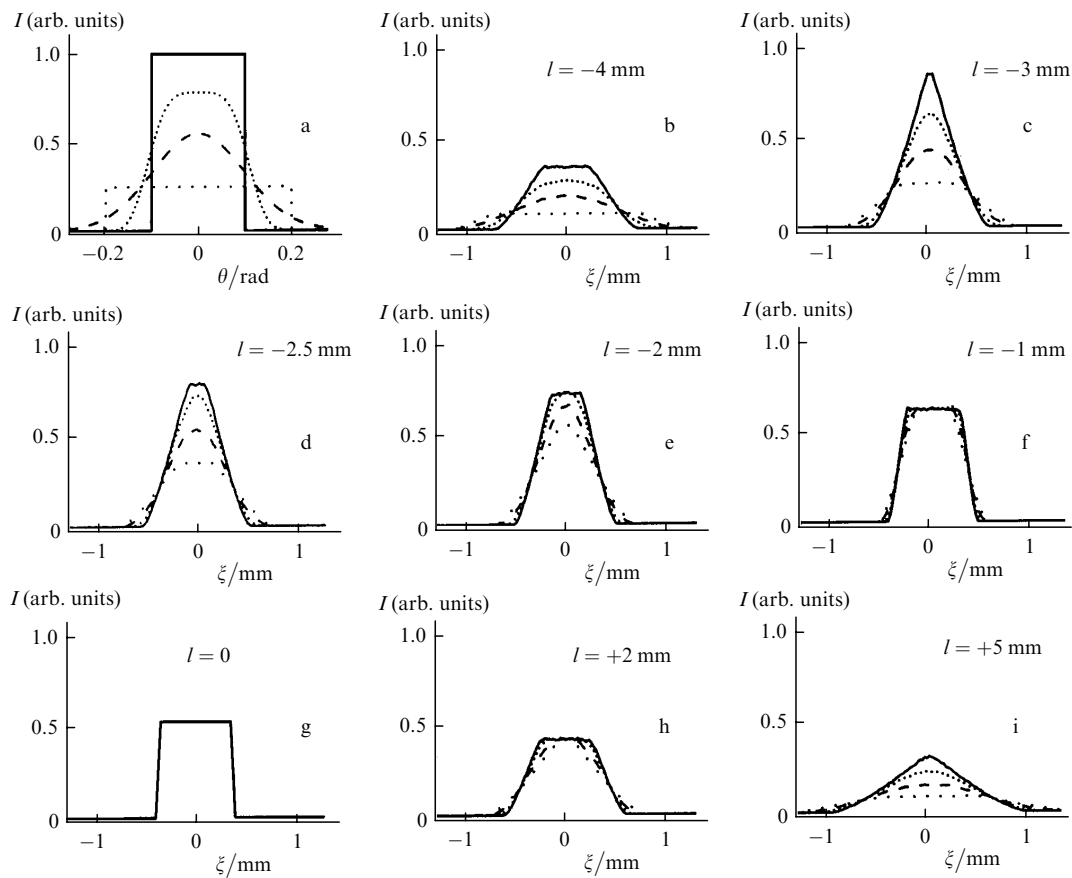 I (arb. units)
1.0
0.5
0
−0.2
0
0.2
θ/rad
a
I (arb. units)
l = −4 mm
1.0
0.5
0
−1
0
1
ξ/mm
b
I (arb. units)
l = −3 mm
1.0
0.5
0
−1
0
1
ξ/mm
c
I (arb. units)
l = −2.5 mm
1.0
0.5
0
−1
0
1
ξ/mm
d
I (arb. units)
l = −2 mm
1.0
0.5
0
−1
0
1
ξ/mm
e
I (arb. units)
l = −1 mm
1.0
0.5
0
−1
0
1
ξ/mm
f
I (arb. units)
l = 0
1.0
0.5
0
−1
0
1
ξ/mm
g
I (arb. units)
l = +2 mm
1.0
0.5
0
−1
0
1
ξ/mm
h
I (arb. units)
l = +5 mm
1.0
0.5
0
−1
0
1
ξ/mm
i